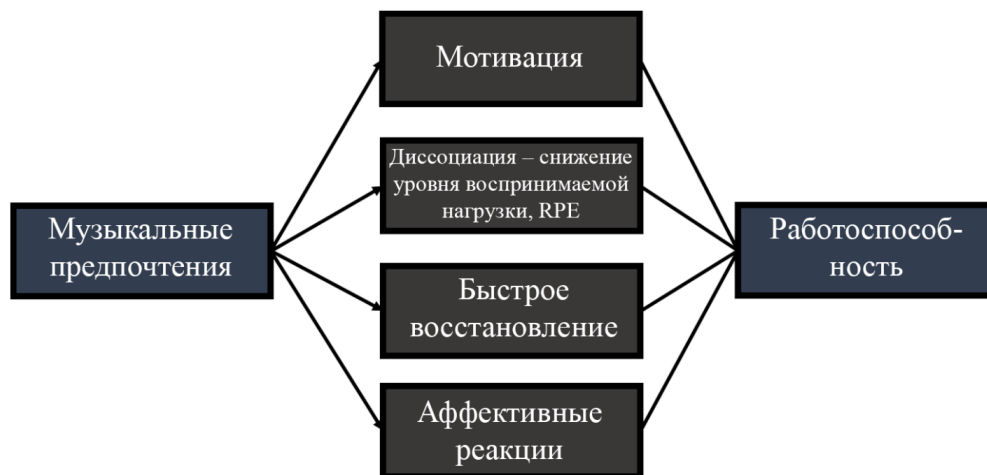 Мотивация
Диссоциация – снижение
уровня воспринимаемой
нагрузки, RPE
Музыкальные
предпочтения
Работоспособ-
ность
Быстрое
восстановление
Аффективные
реакции